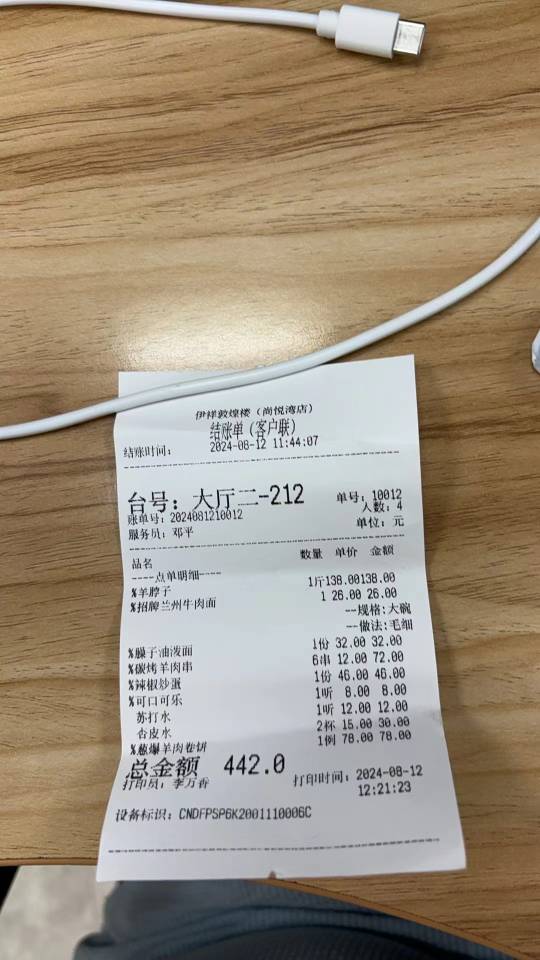 伊祥敦煌楼（尚悦湾店）
结账单（客户联）
结账时间： 2024-08-12 11:44:07
台号：大厅二-212 单号：10012
账单号：2024081210012 人数：4
服务员：邓平 单位：元
品名 数量 单价 金额
----点单明细----
%羊脖子 1斤138.00138.00
%招牌兰州牛肉面 1 26.00 26.00
--规格:大碗
--做法:毛细
%臊子油泼面 1份 32.00 32.00
%碳烤羊肉串 6串 12.00 72.00
%辣椒炒蛋 1份 46.00 46.00
%可口可乐 1听 8.00 8.00
苏打水 1听 12.00 12.00
杏皮水 2杯 15.00 30.00
%葱爆羊肉卷饼 1例 78.00 78.00
总金额 442.0
打印员：李万香 打印时间：2024-08-12
12:21:23
设备标识：CNDFPSP6K2001110006C